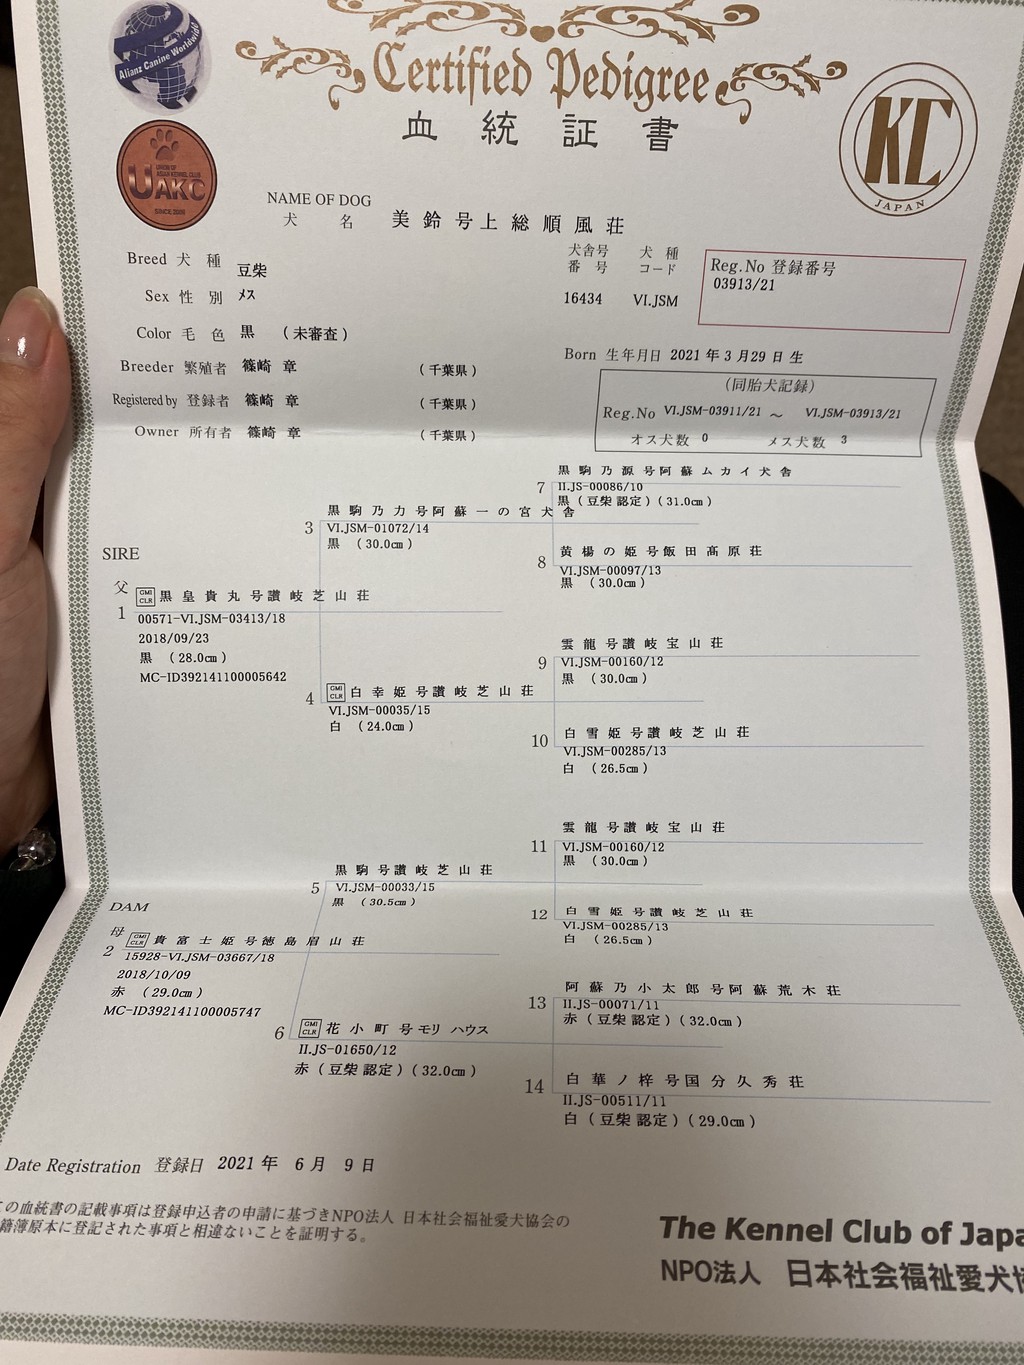 Alianz Canine Worldwide
Certified Pedigree
血統証書
UNION OF
ASIAN KENNEL CLUB
UAKC
SINCE 2008
KC
JAPAN
NAME OF DOG
犬名 美鈴号上総順風荘
Breed 犬種 豆柴
Sex 性別 メス
Color 毛色 黒 (未審査)
Breeder 繁殖者 篠崎 章 (千葉県)
Registered by 登録者 篠崎 章 (千葉県)
Owner 所有者 篠崎 章 (千葉県)
犬舎号 犬種
番号 コード
16434 VI.JSM
Reg.No 登録番号
03913/21
Born 生年月日 2021年3月29日生
(同胎犬記録)
Reg.No VI.JSM-03911/21 ～ VI.JSM-03913/21
オス犬数 0 メス犬数 3
SIRE
父
1 GMI CLR 黒皇貴丸号讃岐芝山荘
00571-VI.JSM-03413/18
2018/09/23
黒 (28.0cm)
MC-ID392141100005642
3 黒駒乃力号阿蘇一の宮犬舎
VI.JSM-01072/14
黒 (30.0cm)
4 GMI CLR 白幸姫号讃岐芝山荘
VI.JSM-00035/15
白 (24.0cm)
7 黒駒乃源号阿蘇ムカイ犬舎
II.JS-00086/10
黒(豆柴認定)(31.0cm)
8 黄楊の姫号飯田髙原荘
VI.JSM-00097/13
黒 (30.0cm)
9 雲龍号讃岐宝山荘
VI.JSM-00160/12
黒 (30.0cm)
10 白雪姫号讃岐芝山荘
VI.JSM-00285/13
白 (26.5cm)
DAM
母
2 GMI CLR 貴富士姫号徳島眉山荘
15928-VI.JSM-03667/18
2018/10/09
赤 (29.0cm)
MC-ID392141100005747
5 黒駒号讃岐芝山荘
VI.JSM-00033/15
黒 (30.5cm)
6 GMI CLR 花小町号モリハウス
II.JS-01650/12
赤(豆柴認定)(32.0cm)
11 雲龍号讃岐宝山荘
VI.JSM-00160/12
黒 (30.0cm)
12 白雪姫号讃岐芝山荘
VI.JSM-00285/13
白 (26.5cm)
13 阿蘇乃小太郎号阿蘇荒木荘
II.JS-00071/11
赤(豆柴認定)(32.0cm)
14 白華ノ梓号国分久秀荘
II.JS-00511/11
白(豆柴認定)(29.0cm)
Date Registration 登録日 2021年 6月 9日
この血統書の記載事項は登録申込者の申請に基づきNPO法人 日本社会福祉愛犬協会の
籍簿原本に登記された事項と相違ないことを証明する。
The Kennel Club of Japa
NPO法人 日本社会福祉愛犬協